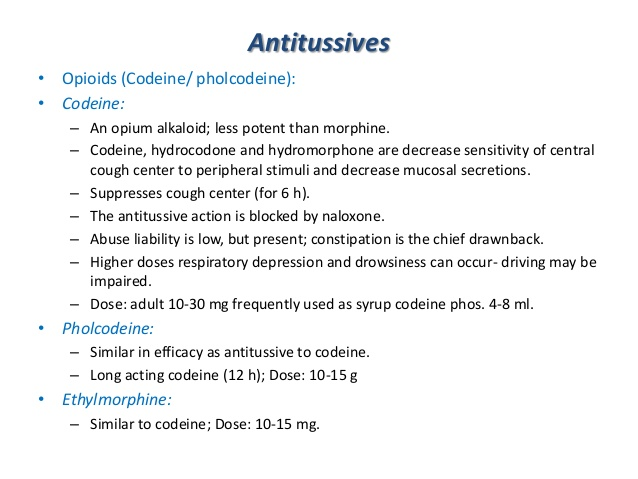 Antitussives
• Opioids (Codeine/ pholcodeine):
• Codeine:
– An opium alkaloid; less potent than morphine.
– Codeine, hydrocodone and hydromorphone are decrease sensitivity of central
cough center to peripheral stimuli and decrease mucosal secretions.
– Suppresses cough center (for 6 h).
– The antitussive action is blocked by naloxone.
– Abuse liability is low, but present; constipation is the chief drawnback.
– Higher doses respiratory depression and drowsiness can occur- driving may be
impaired.
– Dose: adult 10-30 mg frequently used as syrup codeine phos. 4-8 ml.
• Pholcodeine:
– Similar in efficacy as antitussive to codeine.
– Long acting codeine (12 h); Dose: 10-15 g
• Ethylmorphine:
– Similar to codeine; Dose: 10-15 mg.